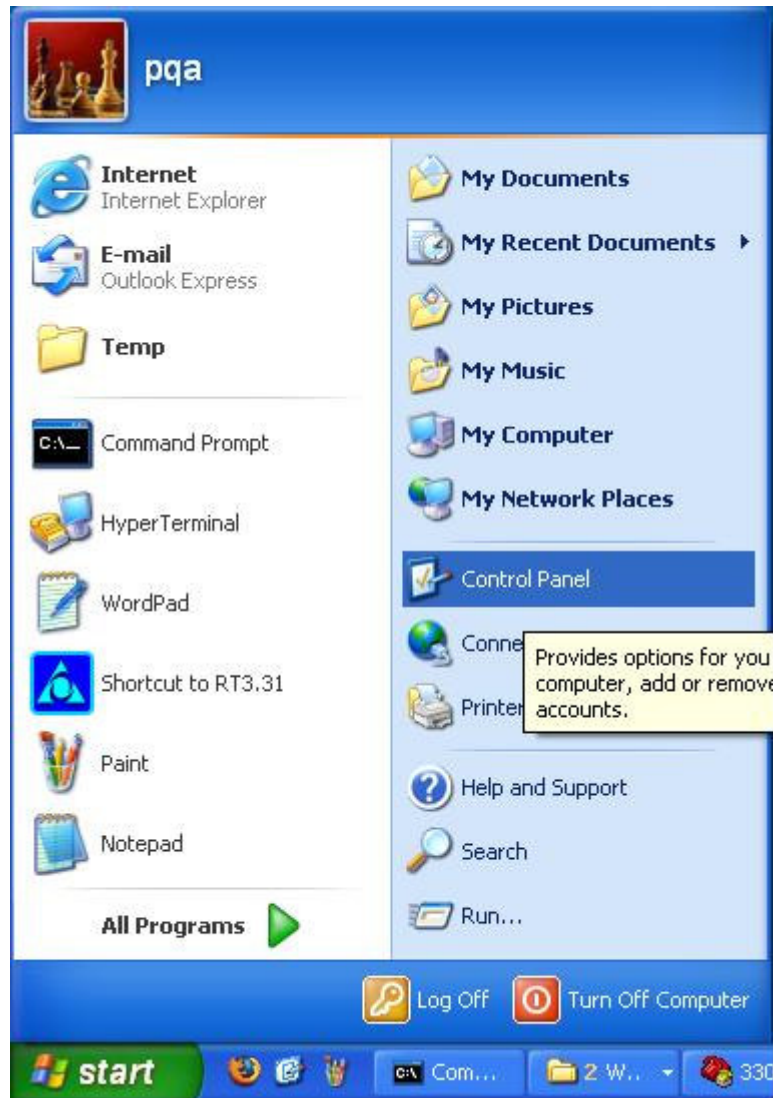 pqa
Internet
Internet Explorer
E-mail
Outlook Express
Temp
C:\_
Command Prompt
HyperTerminal
WordPad
Shortcut to RT3.31
Paint
Notepad
All Programs
My Documents
My Recent Documents
My Pictures
My Music
My Computer
My Network Places
Control Panel
Conne
Printer
Provides options for you
computer, add or remove
accounts.
Help and Support
Search
Run...
Log Off
Turn Off Computer
start
Com...
2 W..
330